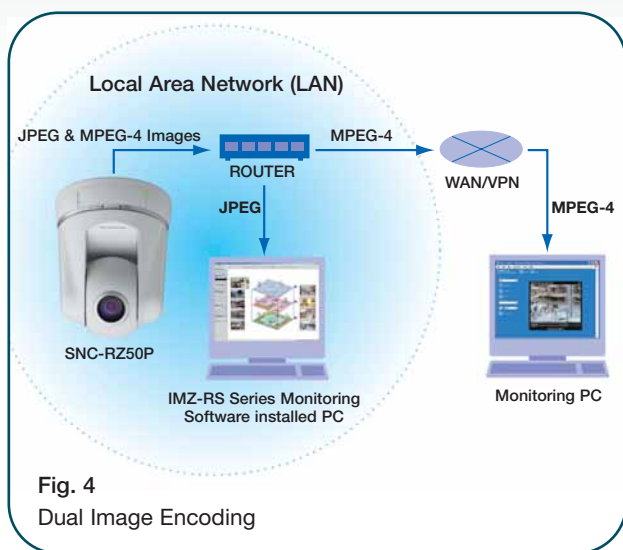 Local Area Network (LAN)
JPEG & MPEG-4 Images
MPEG-4
ROUTER
WAN/VPN
JPEG
MPEG-4
SNC-RZ50P
IMZ-RS Series Monitoring
Software installed PC
Monitoring PC
Fig. 4
Dual Image Encoding